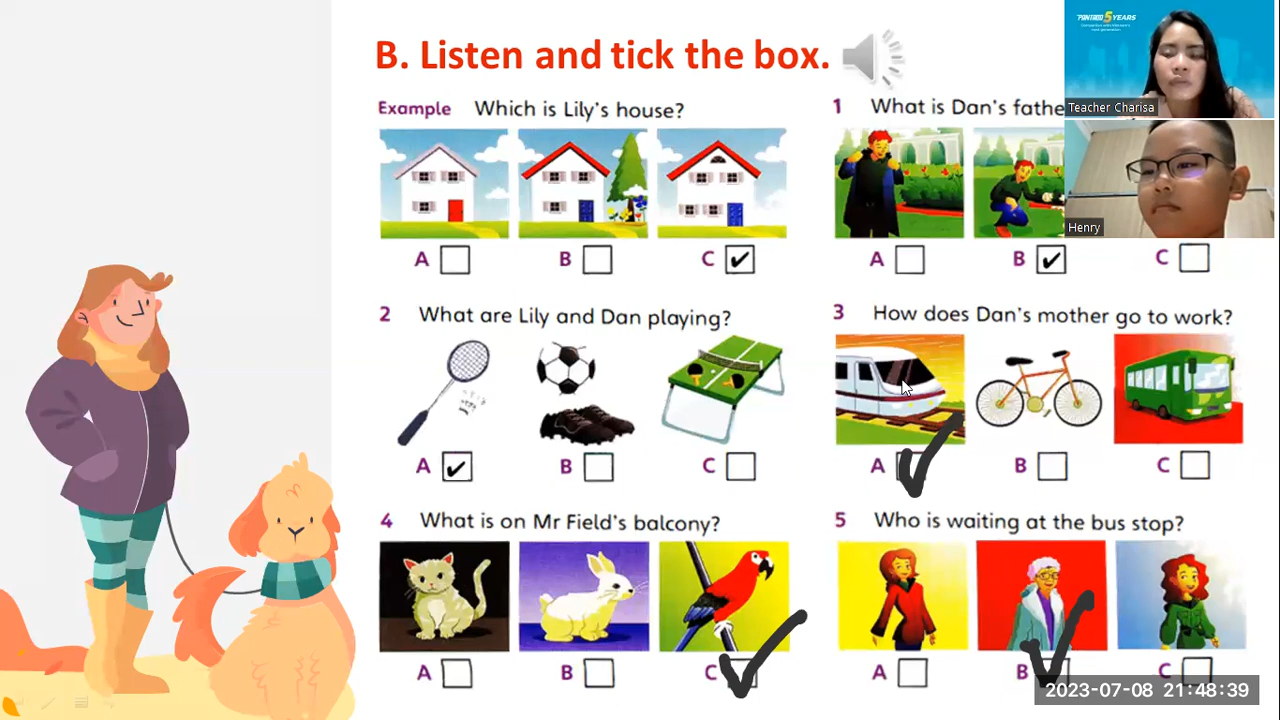 B. Listen and tick the box.
PONTADO 5 YEARS
Teacher Charisa
Henry
Example Which is Lily's house?
A B C
1 What is Dan's fathe
A B C
2 What are Lily and Dan playing?
A B C
3 How does Dan's mother go to work?
A B C
4 What is on Mr Field's balcony?
A B C
5 Who is waiting at the bus stop?
A B C
2023-07-08 21:48:39